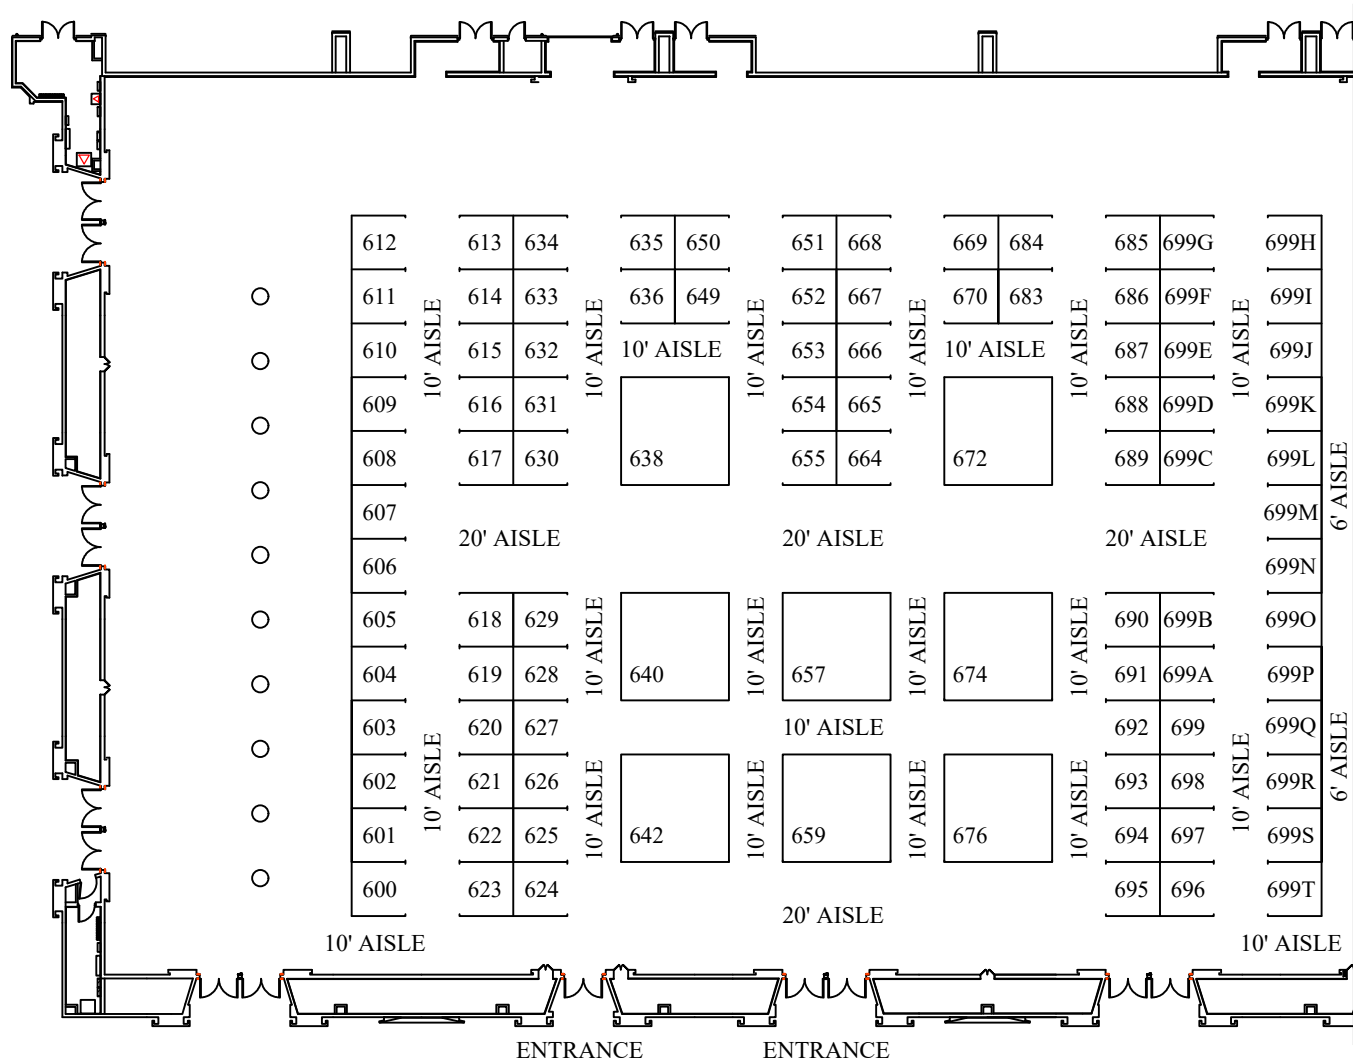 612 613 634 635 650 651 668 669 684 685 699G 699H
611 614 633 636 649 652 667 670 683 686 699F 699I
10' AISLE 10' AISLE 10' AISLE 10' AISLE 10' AISLE 10' AISLE
610 615 632 10' AISLE 653 666 10' AISLE 687 699E 699J
609 616 631 654 665 688 699D 699K
608 617 630 638 655 664 672 689 699C 699L
6' AISLE
607 699M
20' AISLE 20' AISLE 20' AISLE
606 699N
605 618 629 690 699B 699O
10' AISLE 10' AISLE 10' AISLE 10' AISLE
604 619 628 640 657 674 691 699A 699P
603 620 627 10' AISLE 692 699 699Q
10' AISLE 10' AISLE 6' AISLE
602 621 626 693 698 699R
10' AISLE 10' AISLE 10' AISLE 10' AISLE
601 622 625 642 659 676 694 697 699S
600 623 624 695 696 699T
20' AISLE
10' AISLE 10' AISLE
ENTRANCE ENTRANCE